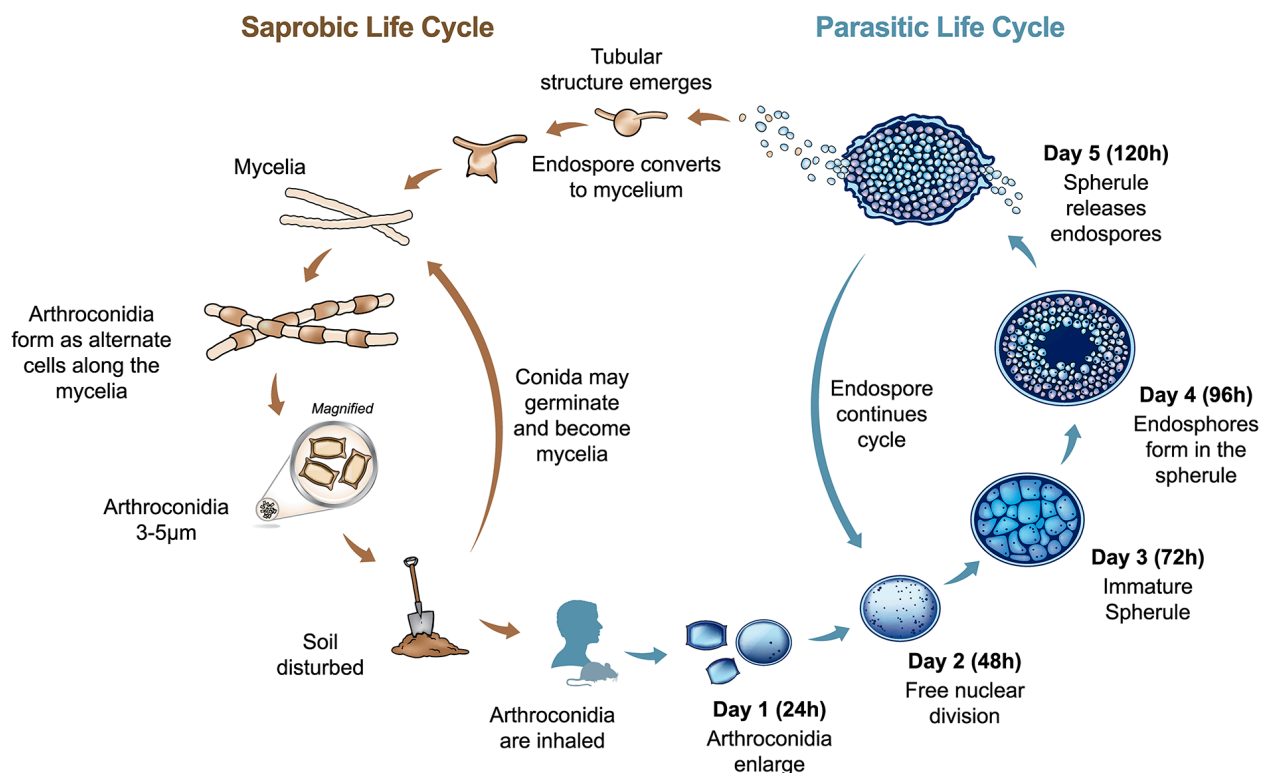 Saprobic Life Cycle
Parasitic Life Cycle
Tubular
structure emerges
Endospore converts
to mycelium
Mycelia
Arthroconidia
form as alternate
cells along the
mycelia
Magnified
Arthroconidia
3-5µm
Conida may
germinate
and become
mycelia
Soil
disturbed
Arthroconidia
are inhaled
Day 1 (24h)
Arthroconidia
enlarge
Day 2 (48h)
Free nuclear
division
Day 3 (72h)
Immature
Spherule
Day 4 (96h)
Endosphores
form in the
spherule
Day 5 (120h)
Spherule
releases
endospores
Endospore
continues
cycle